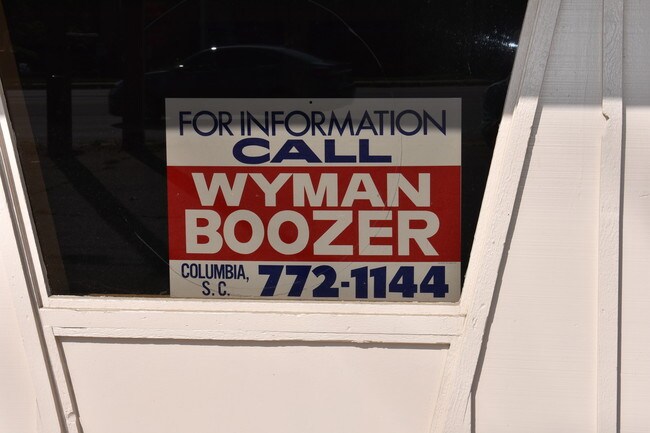 FOR INFORMATION
CALL
WYMAN
BOOZER
COLUMBIA,
S. C.
772-1144